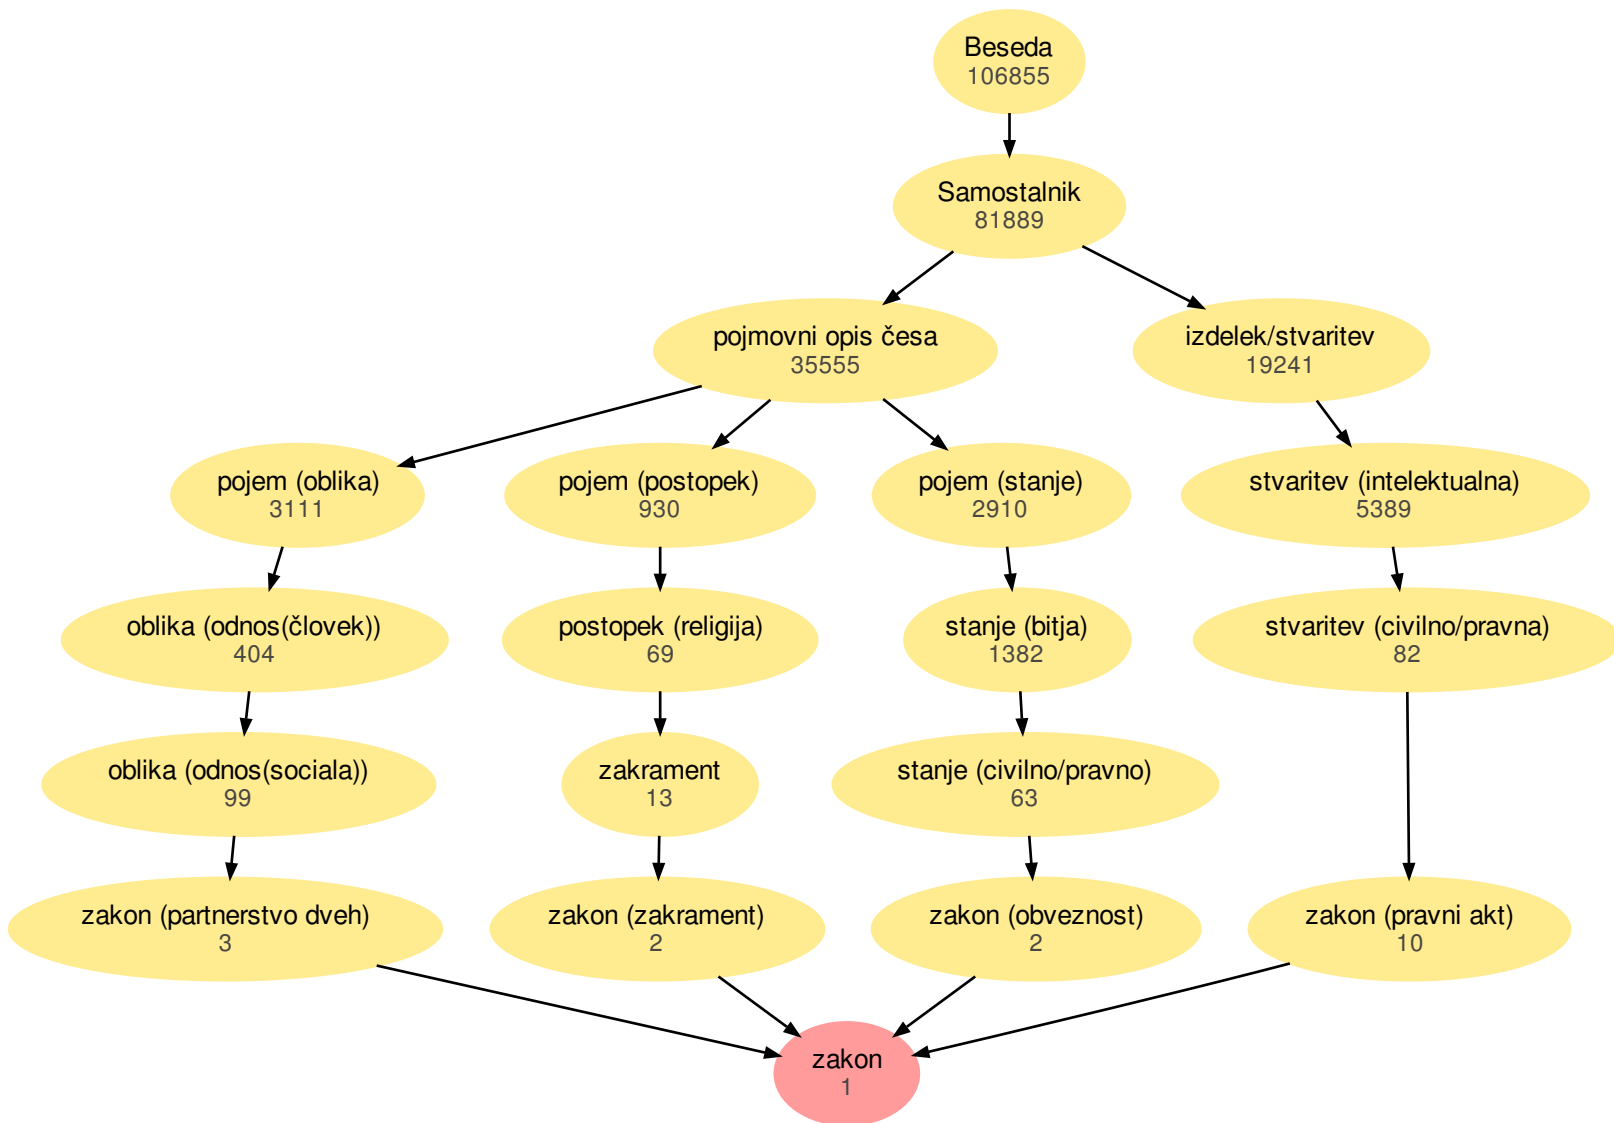 Beseda
106855
Samostalnik
81889
pojmovni opis česa
35555
izdelek/stvaritev
19241
pojem (oblika)
3111
pojem (postopek)
930
pojem (stanje)
2910
stvaritev (intelektualna)
5389
oblika (odnos(človek))
404
postopek (religija)
69
stanje (bitja)
1382
stvaritev (civilno/pravna)
82
oblika (odnos(sociala))
99
zakrament
13
stanje (civilno/pravno)
63
zakon (partnerstvo dveh)
3
zakon (zakrament)
2
zakon (obveznost)
2
zakon (pravni akt)
10
zakon
1